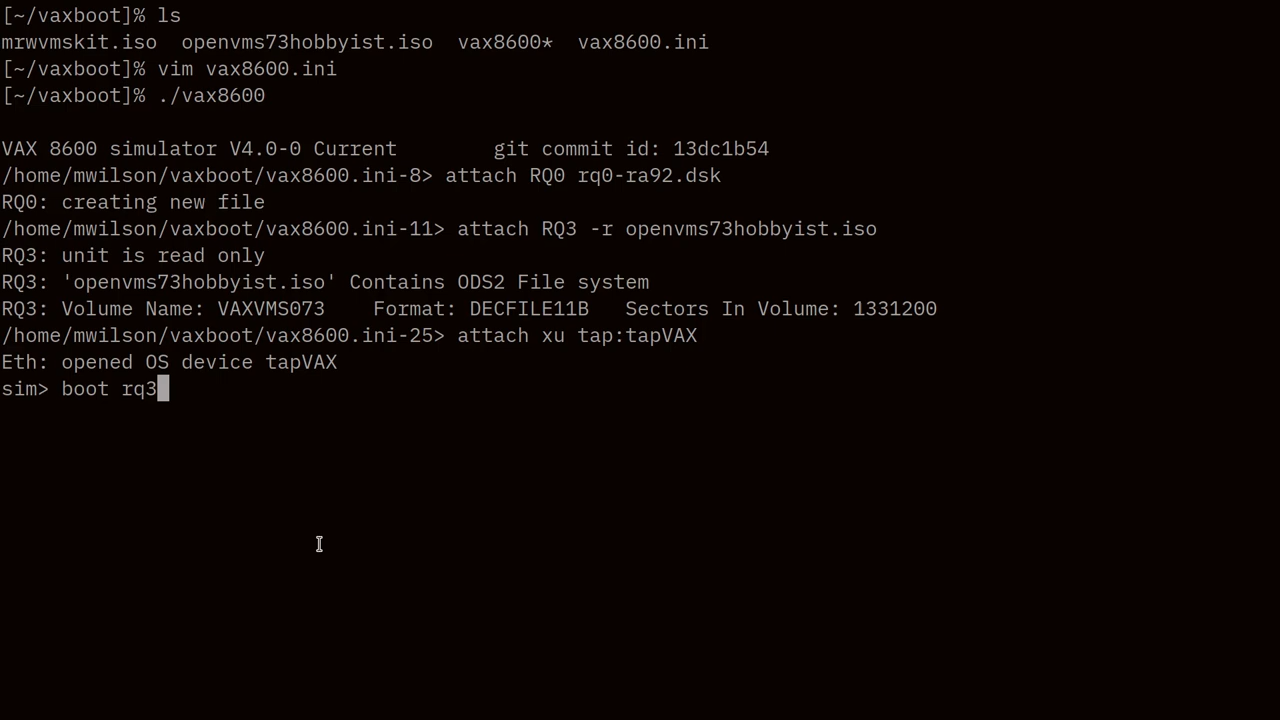 [~/vaxboot]% ls
mrwvmskit.iso  openvms73hobbyist.iso  vax8600*  vax8600.ini
[~/vaxboot]% vim vax8600.ini
[~/vaxboot]% ./vax8600
VAX 8600 simulator V4.0-0 Current        git commit id: 13dc1b54
/home/mwilson/vaxboot/vax8600.ini-8> attach RQ0 rq0-ra92.dsk
RQ0: creating new file
/home/mwilson/vaxboot/vax8600.ini-11> attach RQ3 -r openvms73hobbyist.iso
RQ3: unit is read only
RQ3: 'openvms73hobbyist.iso' Contains ODS2 File system
RQ3: Volume Name: VAXVMS073    Format: DECFILE11B   Sectors In Volume: 1331200
/home/mwilson/vaxboot/vax8600.ini-25> attach xu tap:tapVAX
Eth: opened OS device tapVAX
sim> boot rq3